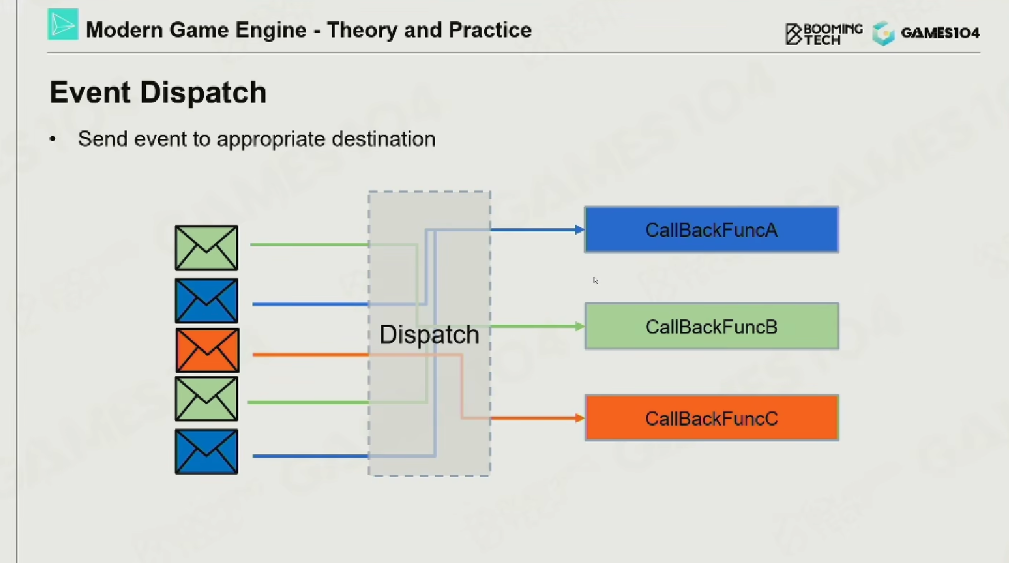 Modern Game Engine - Theory and Practice
BOOMING
TECH
GAMES104
Event Dispatch
• Send event to appropriate destination
CallBackFuncA
CallBackFuncB
Dispatch
CallBackFuncC